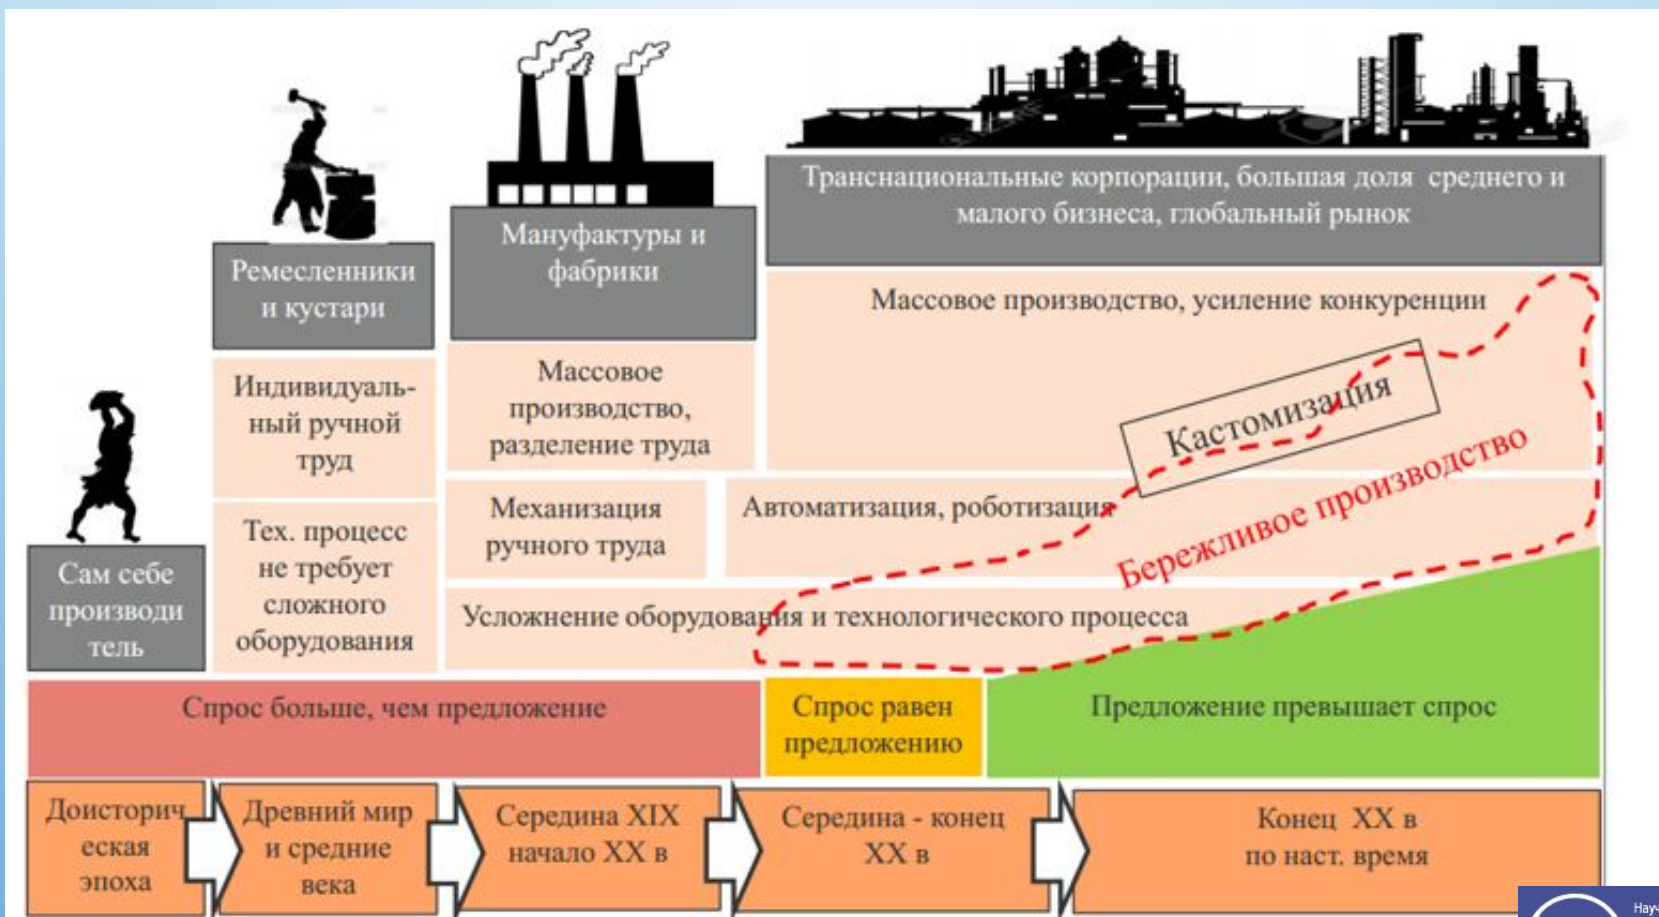 Транснациональные корпорации, большая доля среднего и
малого бизнеса, глобальный рынок
Мануфактуры и
фабрики
Ремесленники
и кустари
Сам себе
производи
тель
Массовое производство, усиление конкуренции
Массовое
производство,
разделение труда
Индивидуаль-
ный ручной
труд
Кастомизация
Бережливое производство
Механизация
ручного труда
Автоматизация, роботизация
Тех. процесс
не требует
сложного
оборудования
Усложнение оборудования и технологического процесса
Спрос больше, чем предложение
Спрос равен
предложению
Предложение превышает спрос
Доисторич
еская
эпоха
Древний мир
и средние
века
Середина XIX
начало XX в
Середина - конец
XX в
Конец XX в
по наст. время